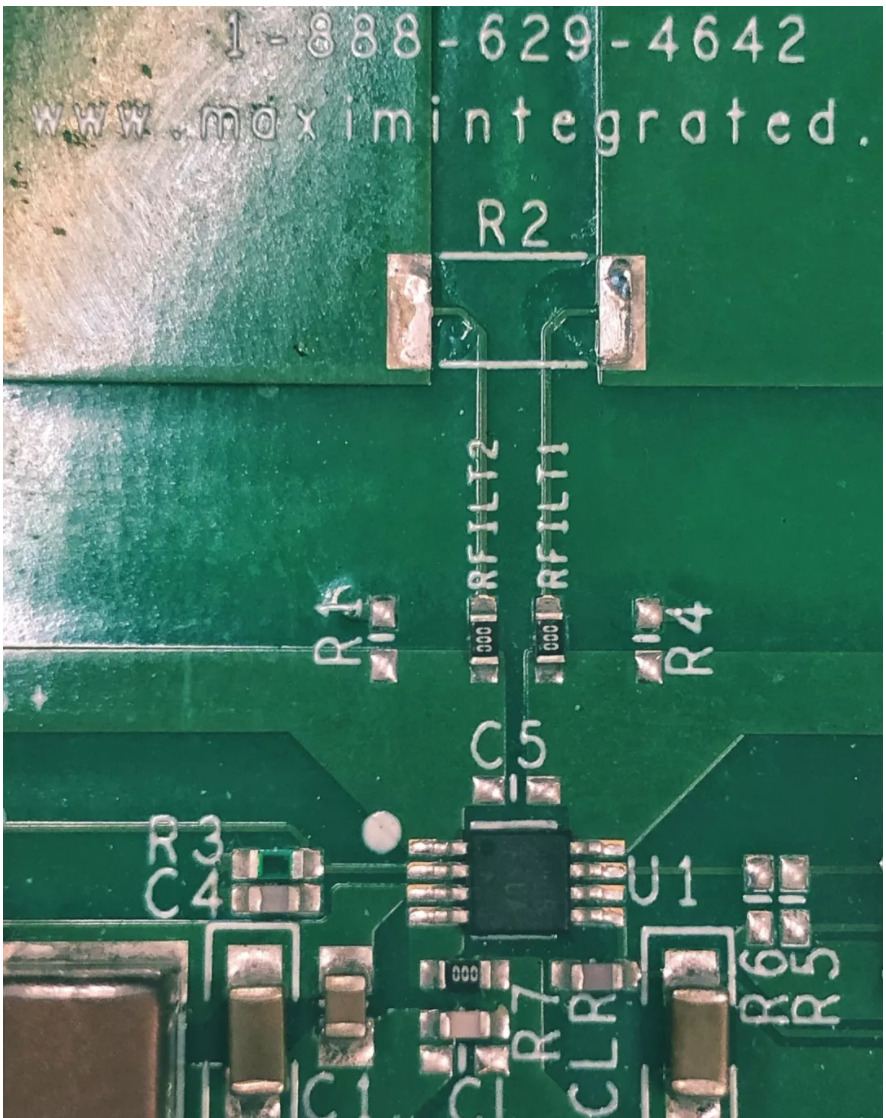 1-888-629-4642
www.maximintegrated.
R2
RFILT2
RFILT1
R1
000
000
R4
+
C5
R3
C4
U1
000
R7
CLR
R6
R5
C1